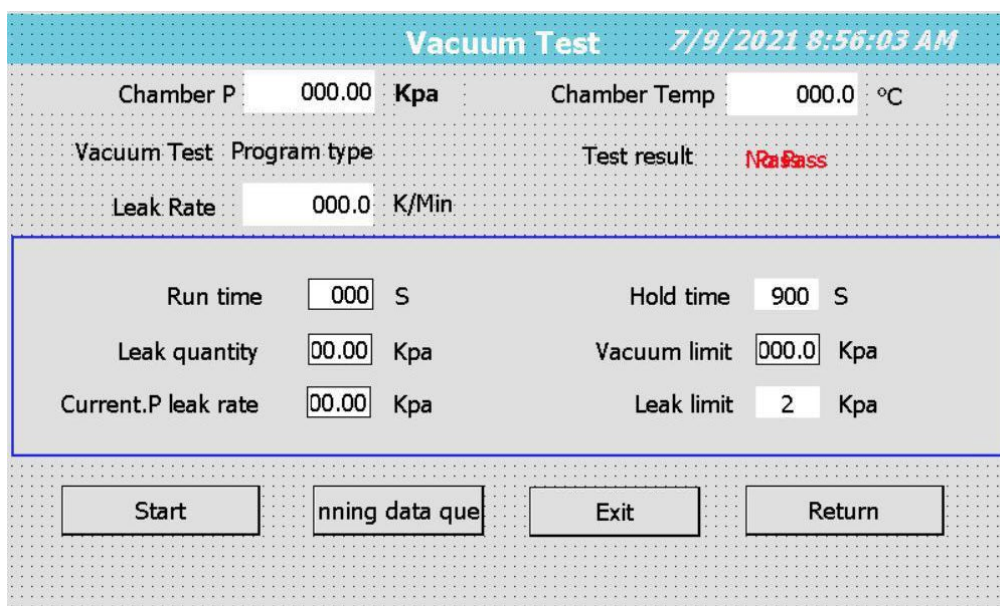 Vacuum Test 7/9/2021 8:56:03 AM
Chamber P 000.00 Kpa Chamber Temp 000.0 °C
Vacuum Test Program type Test result
Leak Rate 000.0 K/Min
Run time 000 S Hold time 900 S
Leak quantity 00.00 Kpa Vacuum limit 000.0 Kpa
Current.P leak rate 00.00 Kpa Leak limit 2 Kpa
Start nning data que Exit Return